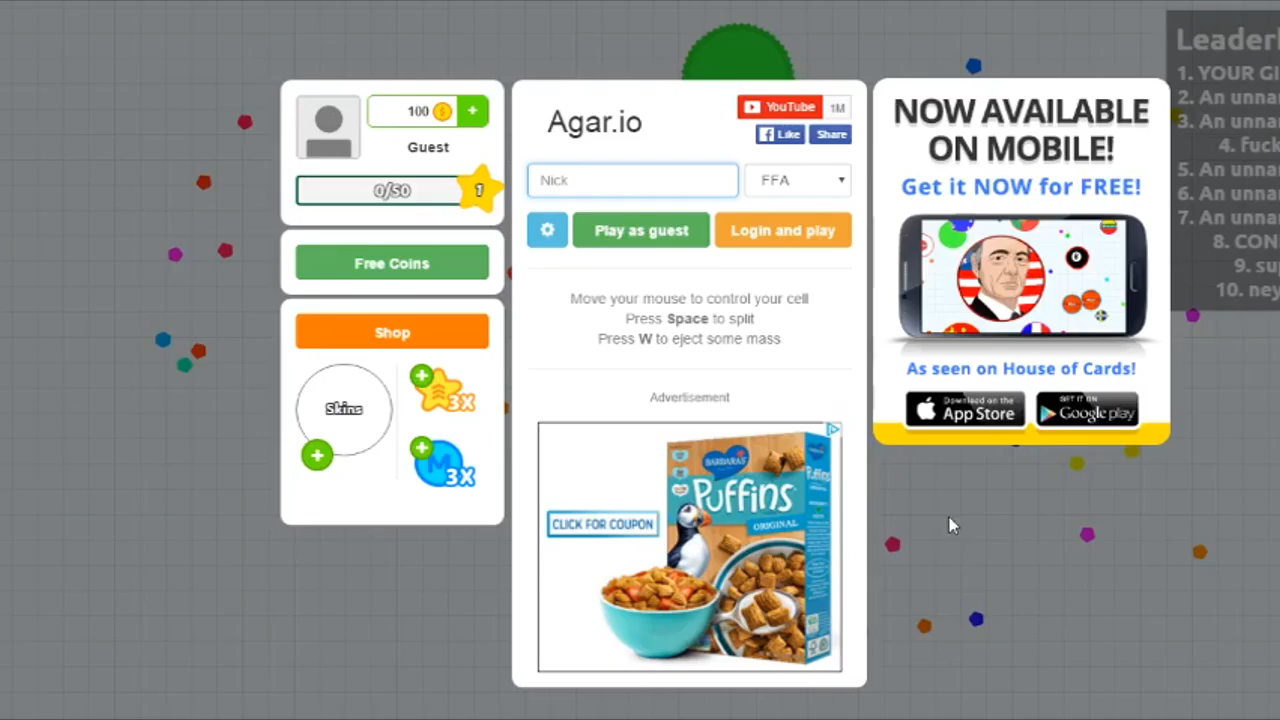 100
Guest
0/50
1
Free Coins
Shop
Skins
3X
M
3X
Agar.io
YouTube 1M
Like Share
Nick
FFA
Play as guest
Login and play
Move your mouse to control your cell
Press Space to split
Press W to eject some mass
Advertisement
BARBARA'S
Puffins
ORIGINAL
CLICK FOR COUPON
Puffins
NOW AVAILABLE
ON MOBILE!
Get it NOW for FREE!
As seen on House of Cards!
Download on the
App Store
GET IT ON
Google play
Leaderl
1. YOUR GI
2. An unna
3. An unna
4. fuck
5. An unna
6. An unna
7. An unna
8. CON
9. su
10. ney